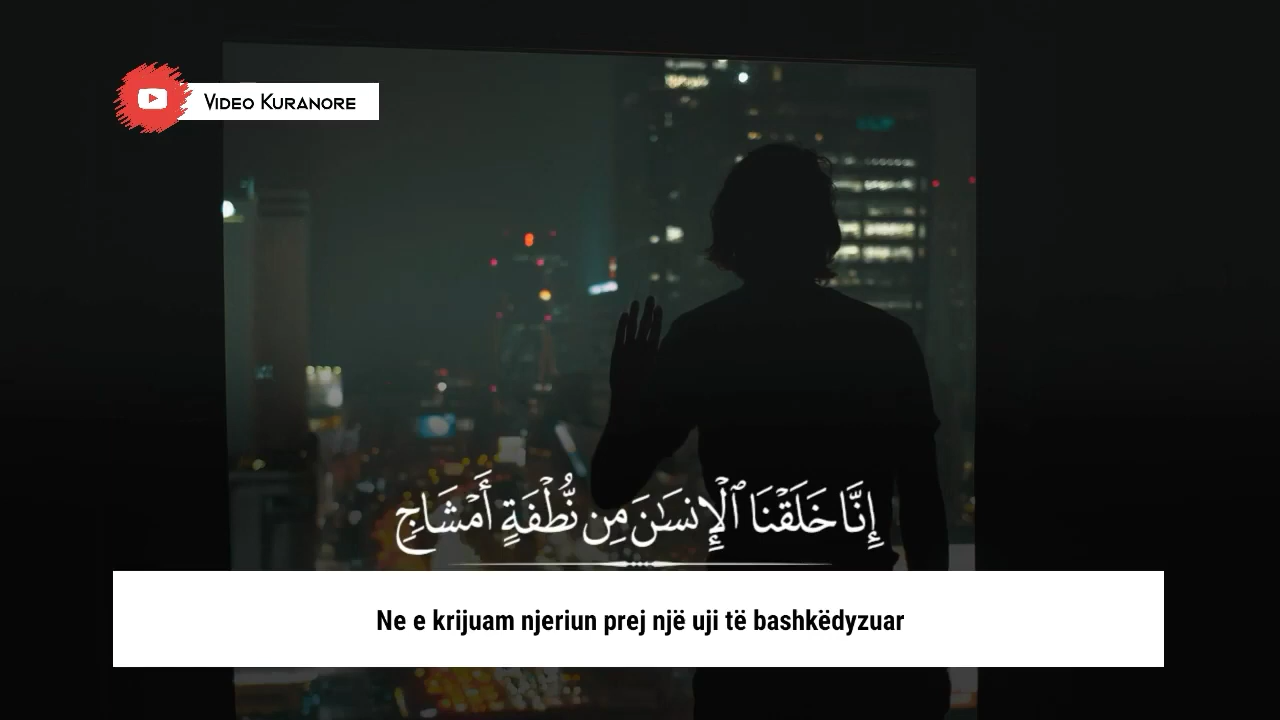 Video Kuranore
إِنَّا خَلَقْنَا ٱلْإِنسَـٰنَ مِن نُّطْفَةٍ أَمْشَاجٍ
Ne e krijuam njeriun prej një uji të bashkëdyzuar